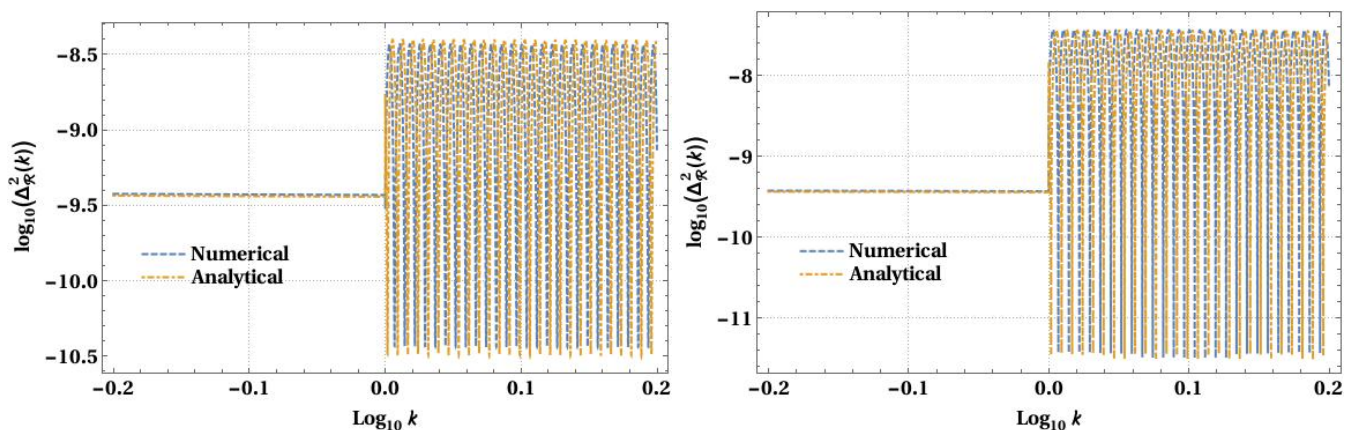 log₁₀(Δ²_ℛ(k))
-8.5
-9.0
-9.5
-10.0
-10.5
Numerical
Analytical
-0.2 -0.1 0.0 0.1 0.2
Log₁₀ k
log₁₀(Δ²_ℛ(k))
-8
-9
-10
-11
Numerical
Analytical
-0.2 -0.1 0.0 0.1 0.2
Log₁₀ k